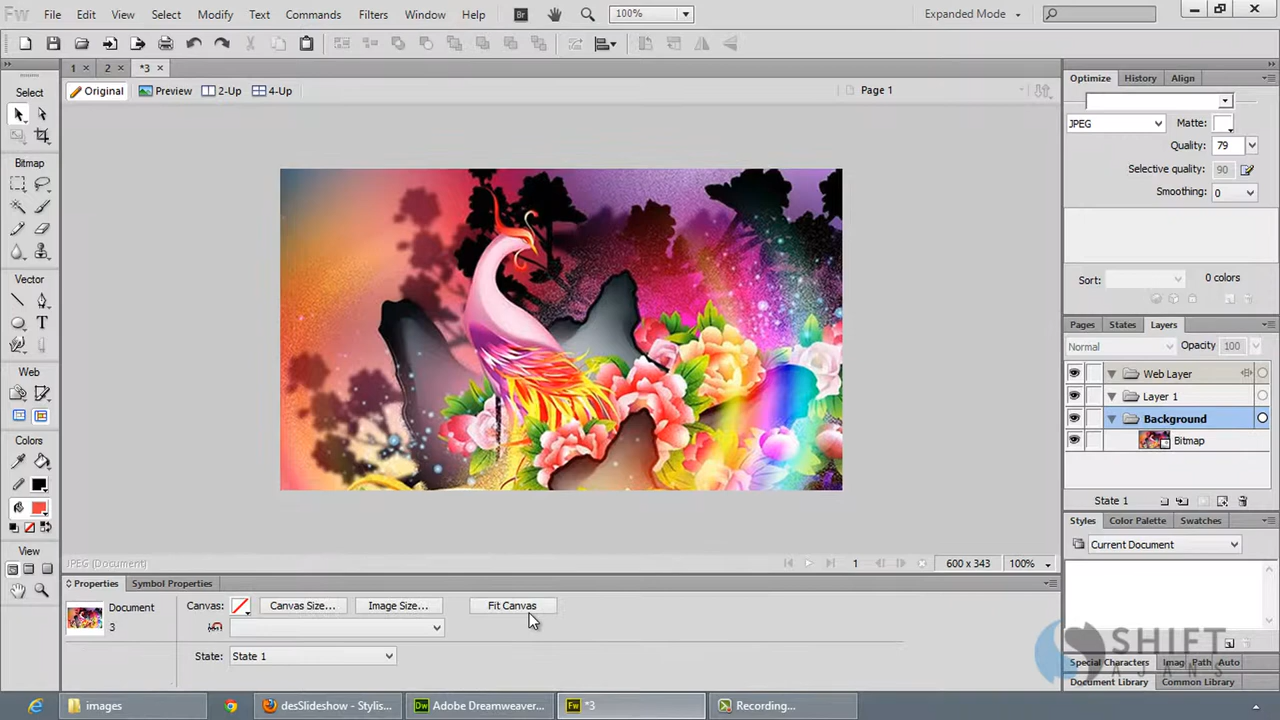 Fw File Edit View Select Modify Text Commands Filters Window Help Br 100% Expanded Mode
1 2 *3
Original Preview 2-Up 4-Up Page 1
Select
Bitmap
Vector
Web
Colors
View
Optimize History Align
JPEG Matte:
Quality: 79
Selective quality: 90
Smoothing: 0
Sort: 0 colors
Pages States Layers
Normal Opacity 100
Web Layer
Layer 1
Background
Bitmap
State 1
Styles Color Palette Swatches
Current Document
JPEG (Document) 1 600 x 343 100%
Properties Symbol Properties
Document Canvas: Canvas Size... Image Size... Fit Canvas
3
State: State 1
SHIFT
AJANS
Special Characters Imag Path Auto
Document Library Common Library
images desSlideshow - Stylis... Dw Adobe Dreamweaver... Fw *3 Recording...